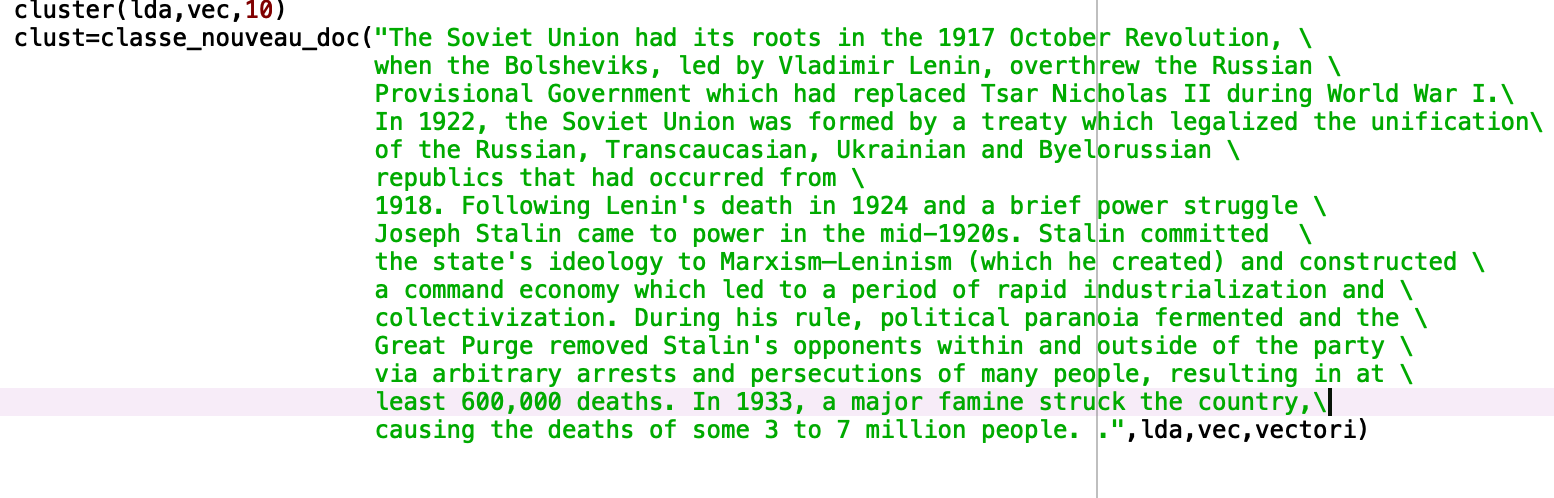 cluster(lda,vec,10)
clust=classe_nouveau_doc("The Soviet Union had its roots in the 1917 October Revolution, \
when the Bolsheviks, led by Vladimir Lenin, overthrew the Russian \
Provisional Government which had replaced Tsar Nicholas II during World War I.\
In 1922, the Soviet Union was formed by a treaty which legalized the unification\
of the Russian, Transcaucasian, Ukrainian and Byelorussian \
republics that had occurred from \
1918. Following Lenin's death in 1924 and a brief power struggle \
Joseph Stalin came to power in the mid–1920s. Stalin committed  \
the state's ideology to Marxism–Leninism (which he created) and constructed \
a command economy which led to a period of rapid industrialization and \
collectivization. During his rule, political paranoia fermented and the \
Great Purge removed Stalin's opponents within and outside of the party \
via arbitrary arrests and persecutions of many people, resulting in at \
least 600,000 deaths. In 1933, a major famine struck the country,\
causing the deaths of some 3 to 7 million people. .",lda,vec,vectori)